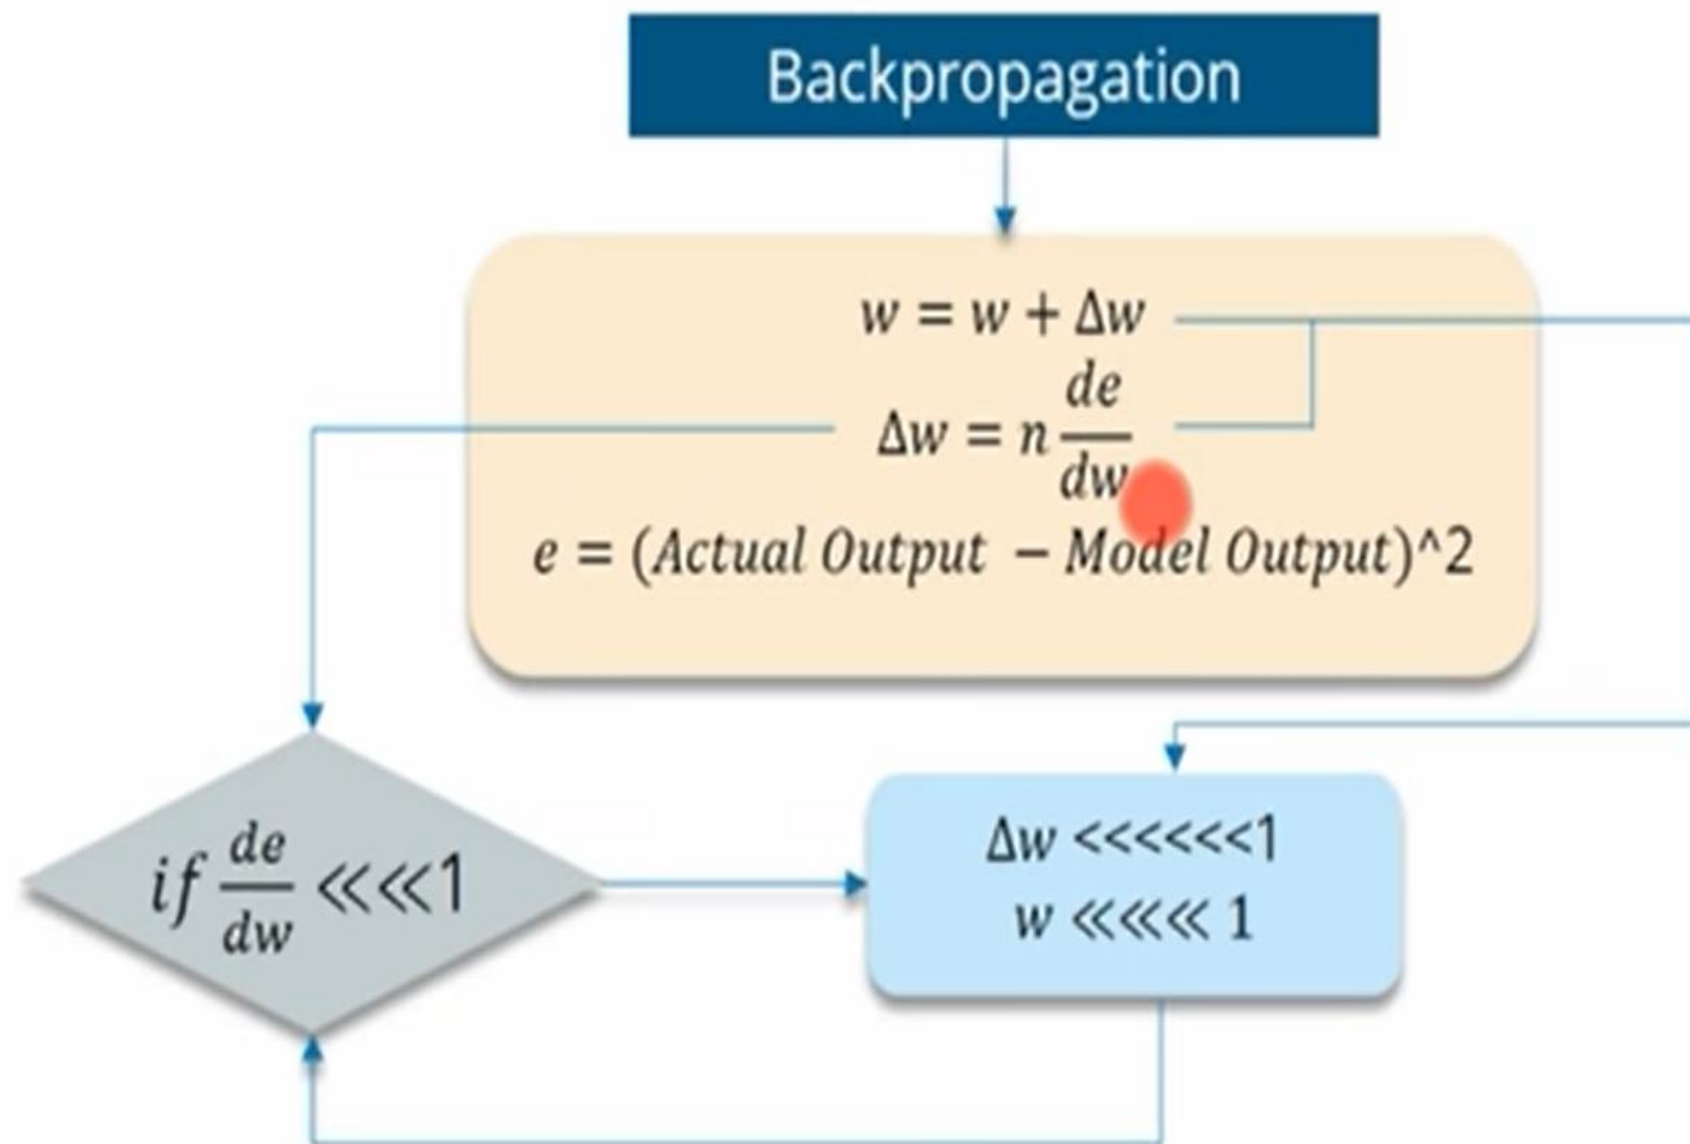 Backpropagation
w = w + Δw
Δw = n de/dw
e = (Actual Output − Model Output)^2
if de/dw ⋘⋘1
Δw <<<<<<1
w ⋘⋘⋘ 1